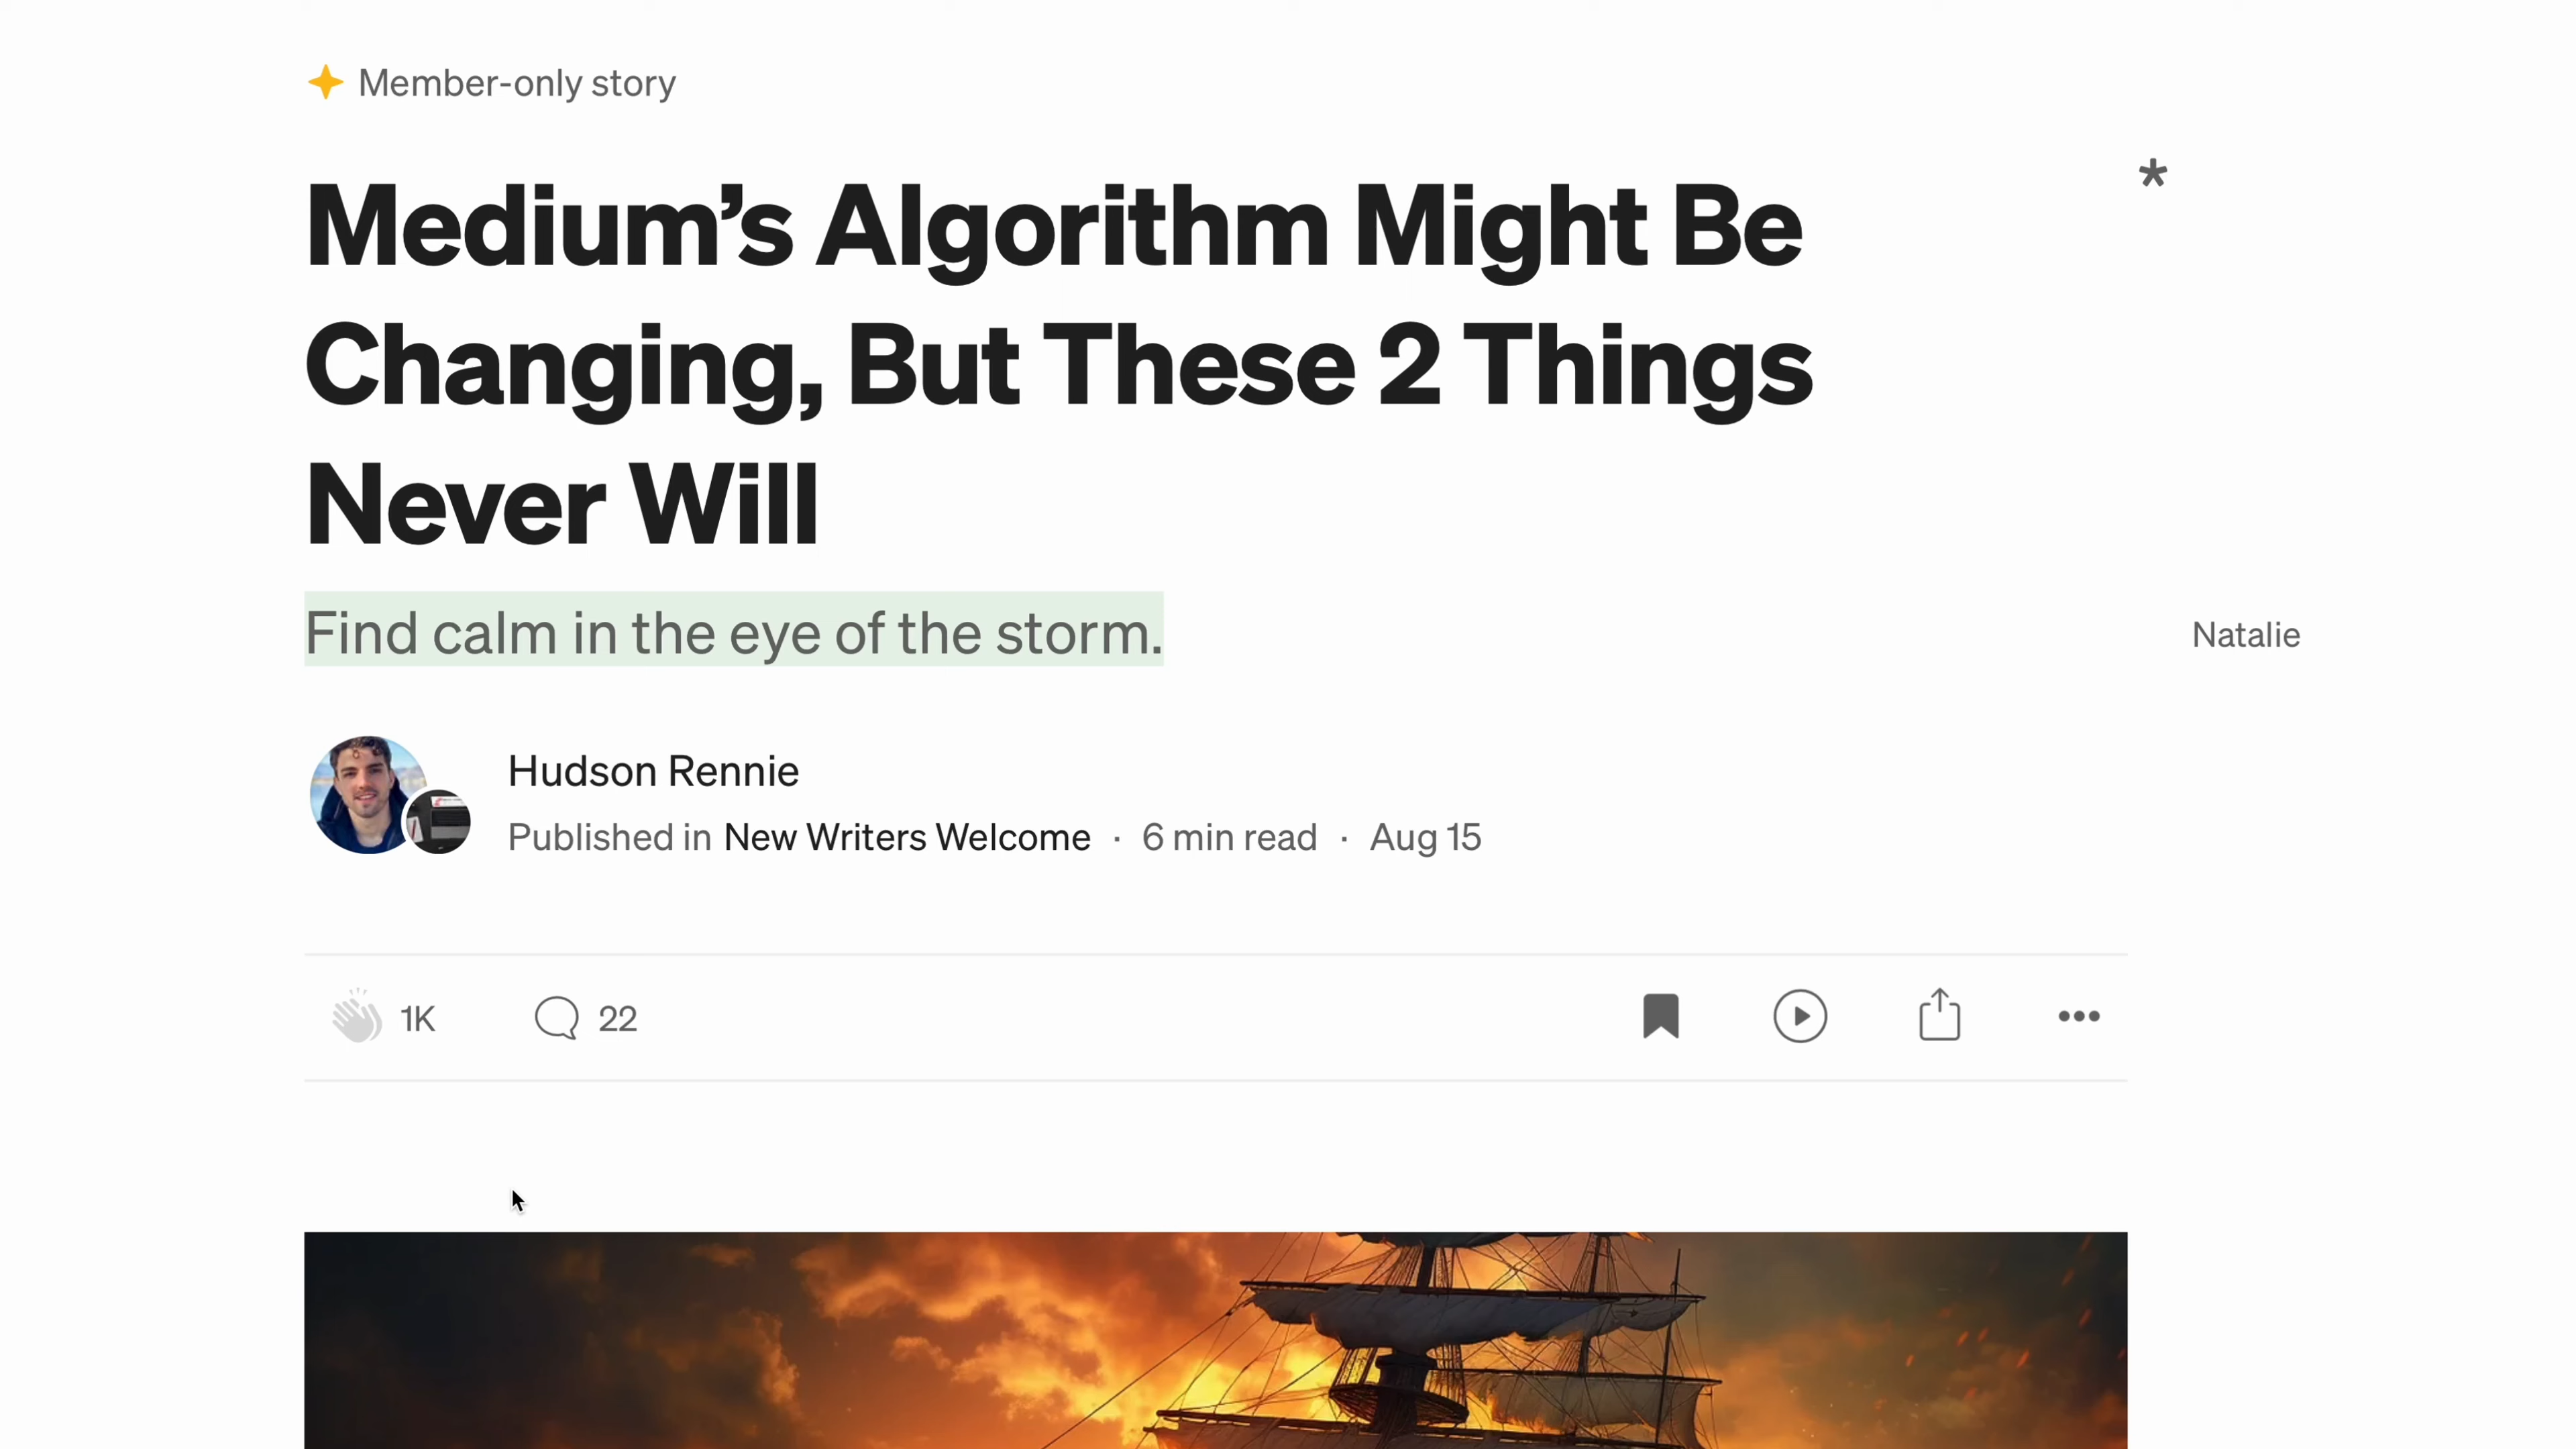 Member-only story
*
Medium’s Algorithm Might Be
Changing, But These 2 Things
Never Will
Find calm in the eye of the storm.
Natalie
Hudson Rennie
Published in New Writers Welcome · 6 min read · Aug 15
1K 22